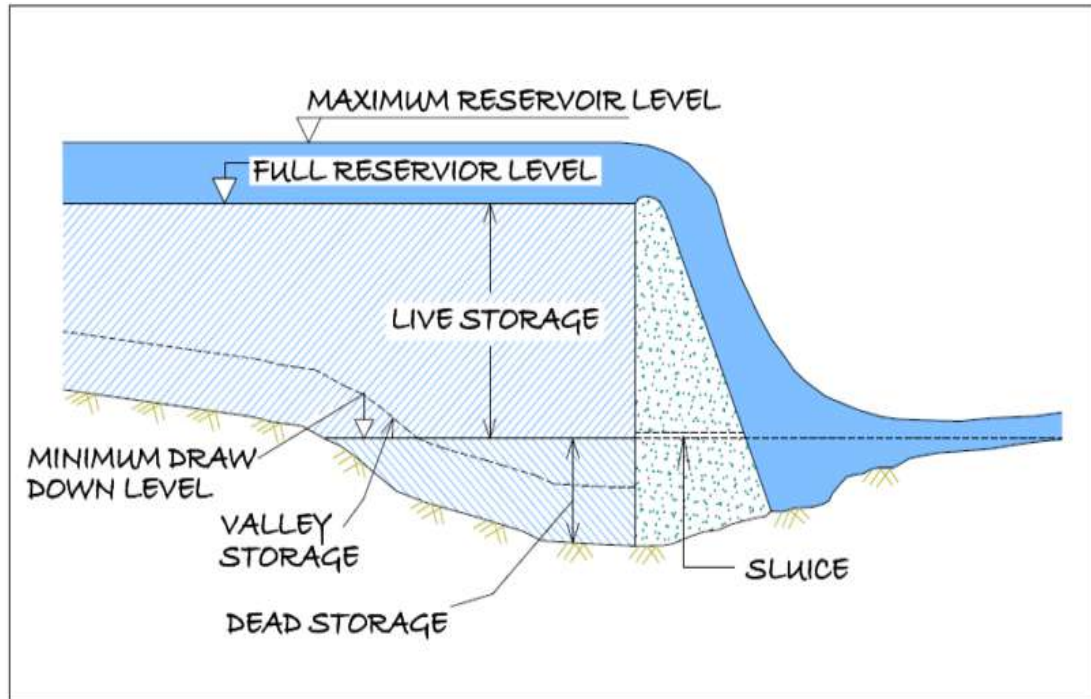 MAXIMUM RESERVOIR LEVEL
FULL RESERVIOR LEVEL
LIVE STORAGE
MINIMUM DRAW
DOWN LEVEL
VALLEY
STORAGE
SLUICE
DEAD STORAGE